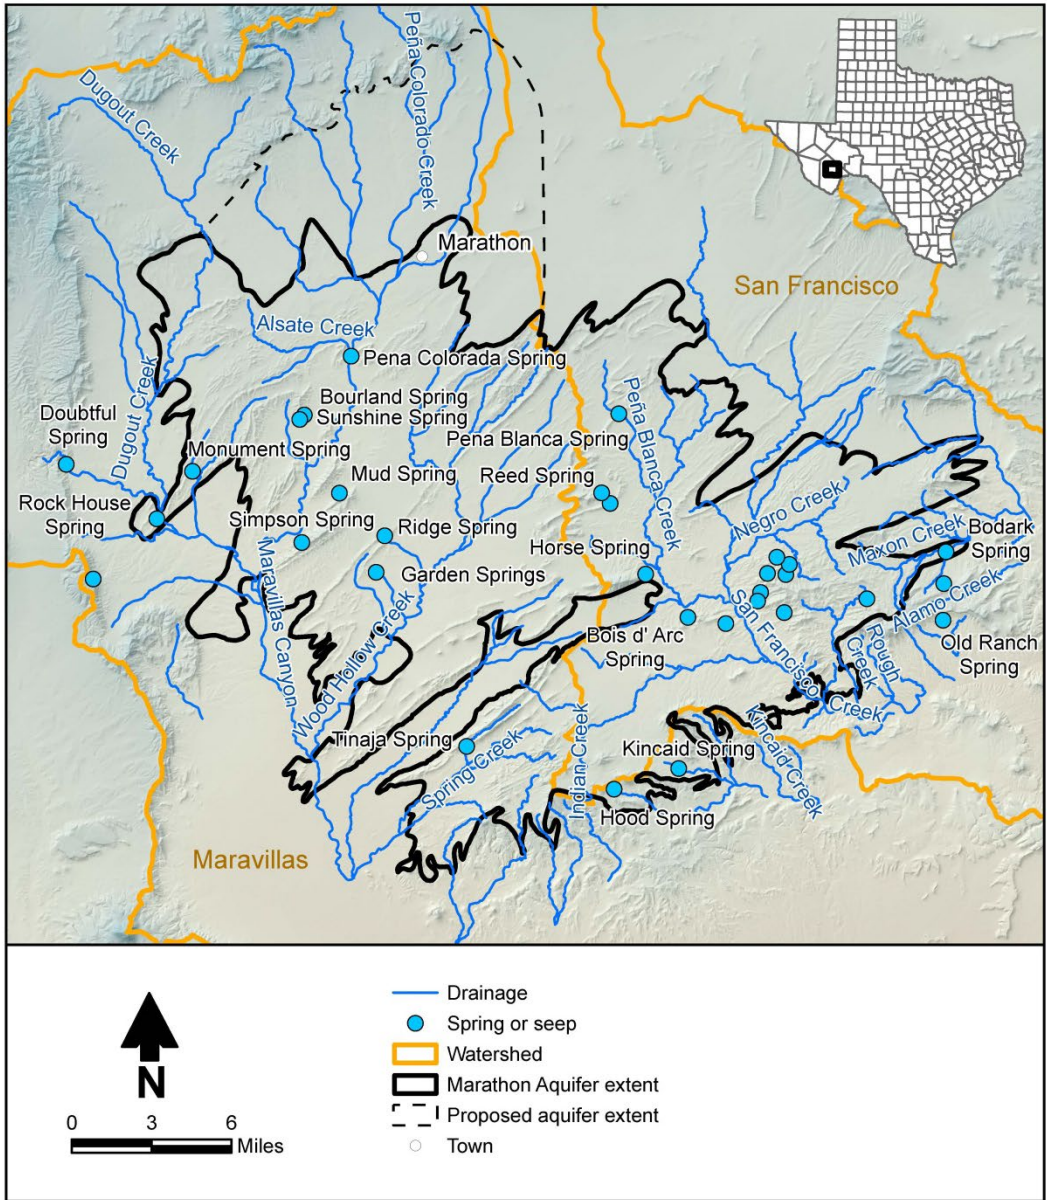 Dugout Creek
Peña Colorado Creek
Marathon
San Francisco
Alsate Creek
Pena Colorada Spring
Dugout Creek
Doubtful
Spring
Bourland Spring
Sunshine Spring
Peña Blanca Creek
Pena Blanca Spring
Monument Spring
Mud Spring
Reed Spring
Rock House
Spring
Simpson Spring
Ridge Spring
Negro Creek
Maxon Creek
Bodark
Spring
Horse Spring
Garden Springs
Maravillas Canyon
Wood Hollow Creek
San Francisco Creek
Alamo Creek
Rough
Creek
Bois d' Arc
Spring
Old Ranch
Spring
Tinaja Spring
Spring Creek
Indian Creek
Kincaid Spring
Kincaid Creek
Hood Spring
Maravillas
N
0 3 6
Miles
Drainage
Spring or seep
Watershed
Marathon Aquifer extent
Proposed aquifer extent
Town